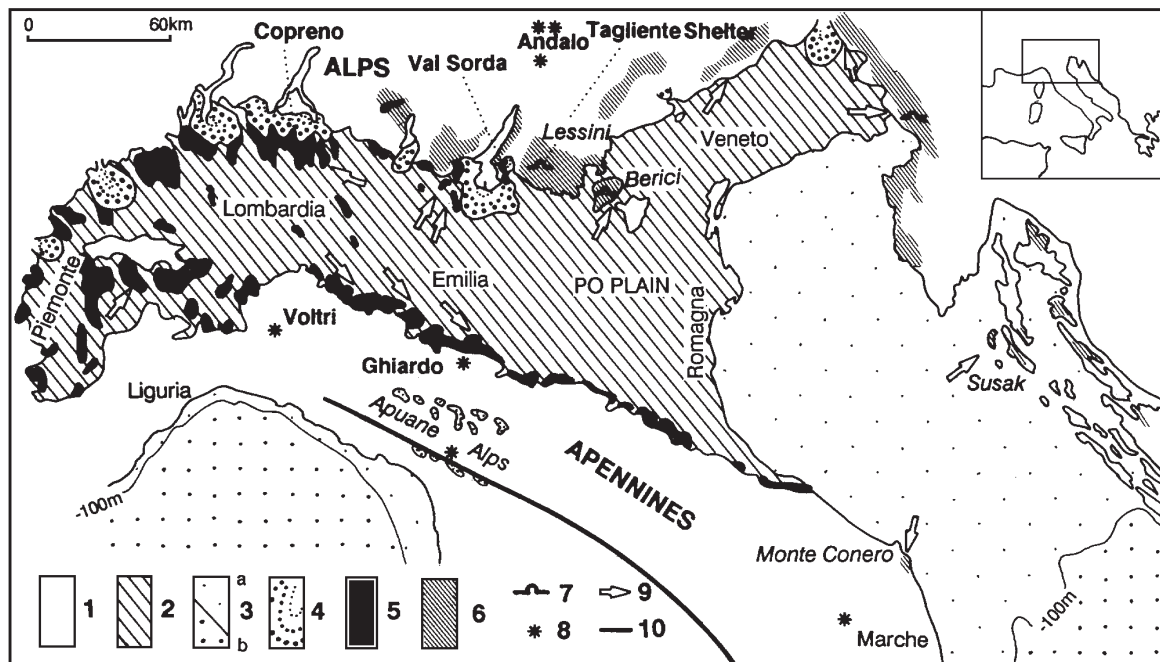 0 60km
Copreno
ALPS
Val Sorda
Andalo
Tagliente Shelter
Lessini
Veneto
Berici
Lombardia
Piemonte
Emilia
PO PLAIN
Romagna
Voltri
Ghiardo
Liguria
Apuane
Alps
APENNINES
Susak
-100m
Monte Conero
-100m
Marche
1
2
a
3
b
4
5
6
7
8
9
10